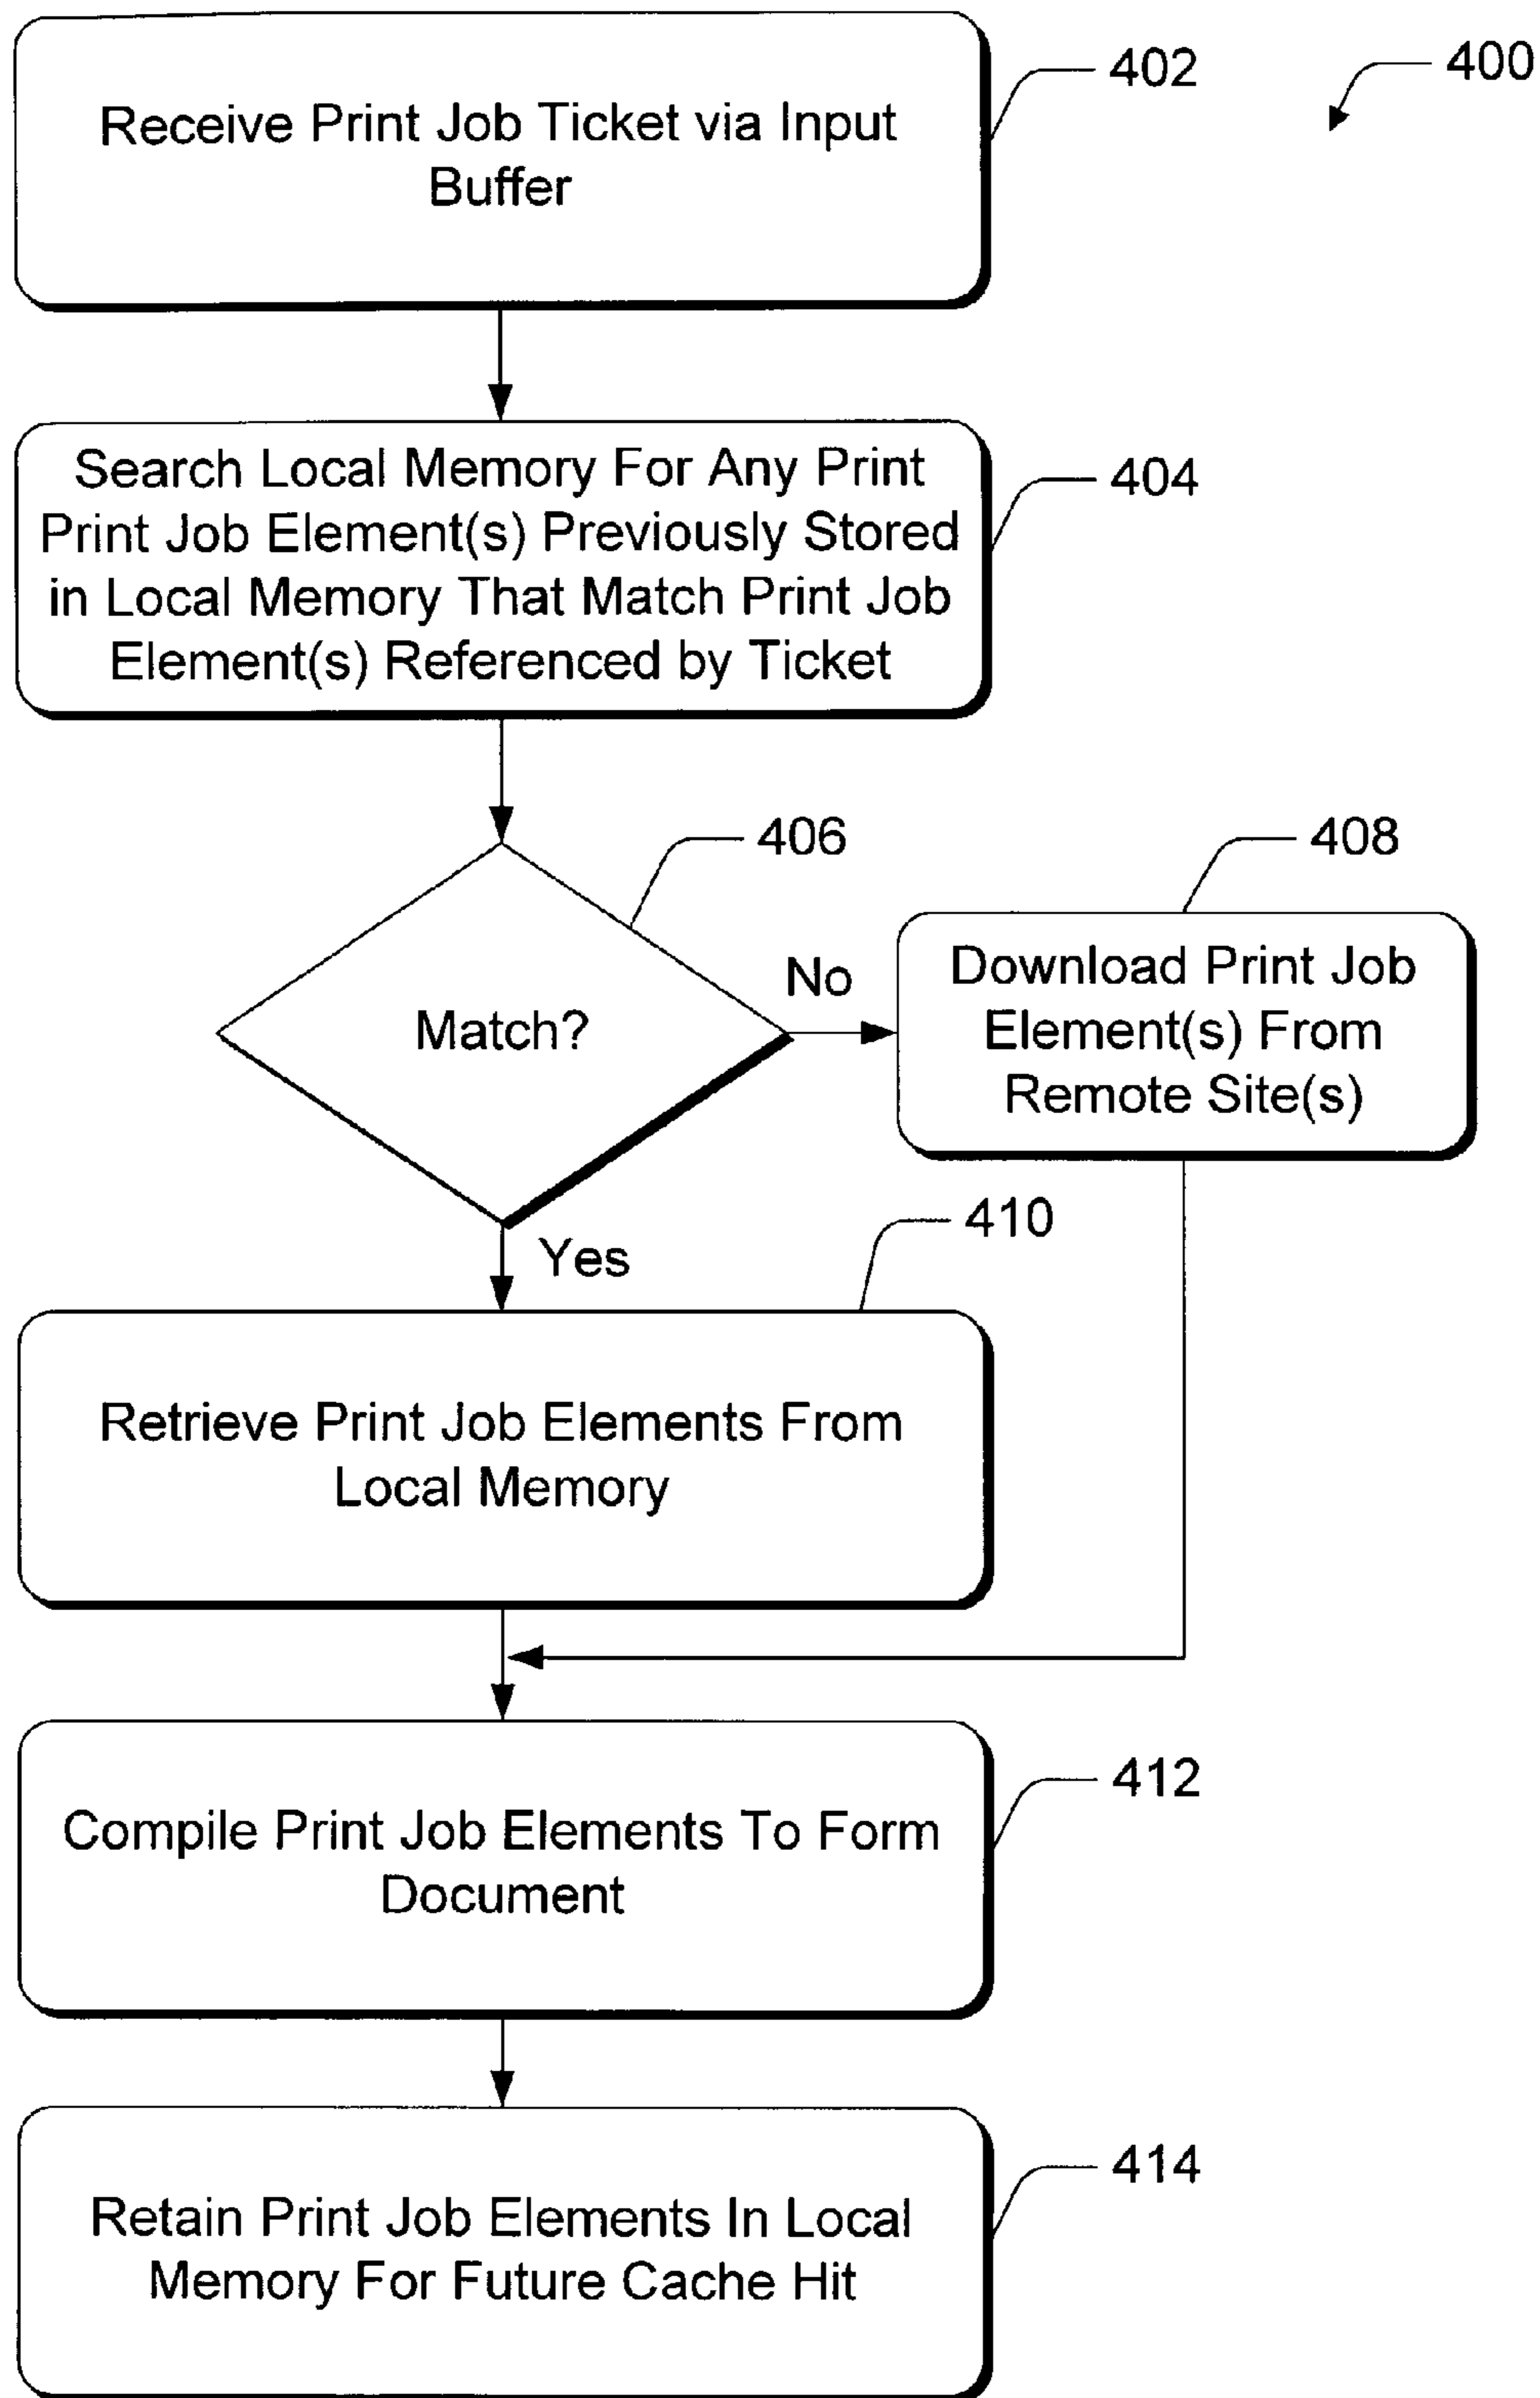 402
400
Receive Print Job Ticket via Input
Buffer
404
Search Local Memory For Any Print
Print Job Element(s) Previously Stored
in Local Memory That Match Print Job
Element(s) Referenced by Ticket
406
408
Match?
No
Download Print Job
Element(s) From
Remote Site(s)
Yes
410
Retrieve Print Job Elements From
Local Memory
412
Compile Print Job Elements To Form
Document
414
Retain Print Job Elements In Local
Memory For Future Cache Hit